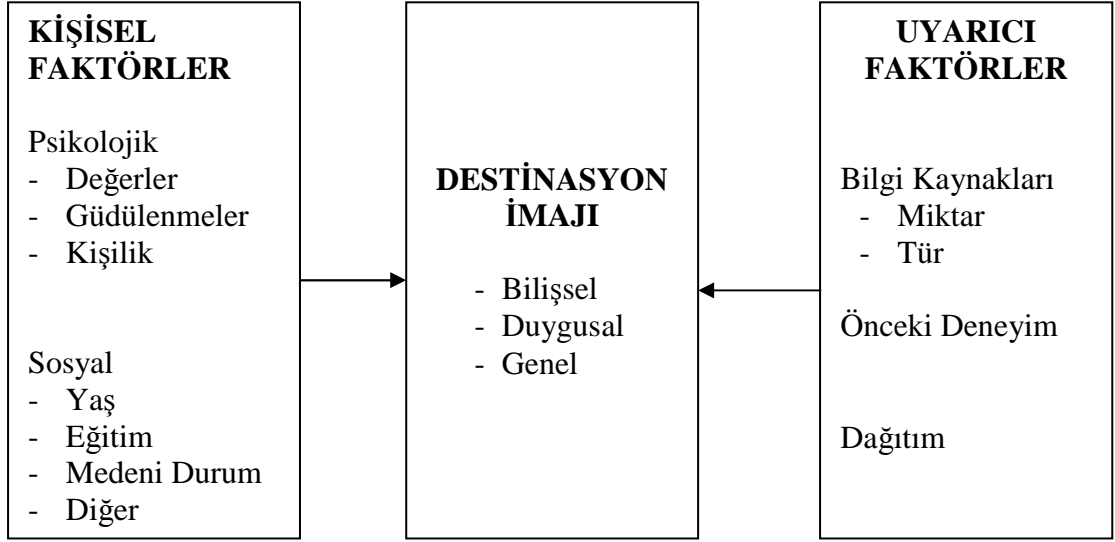 KİŞİSEL
FAKTÖRLER
Psikolojik
- Değerler
- Güdülenmeler
- Kişilik
Sosyal
- Yaş
- Eğitim
- Medeni Durum
- Diğer
DESTİNASYON
İMAJI
- Bilişsel
- Duygusal
- Genel
UYARICI
FAKTÖRLER
Bilgi Kaynakları
- Miktar
- Tür
Önceki Deneyim
Dağıtım